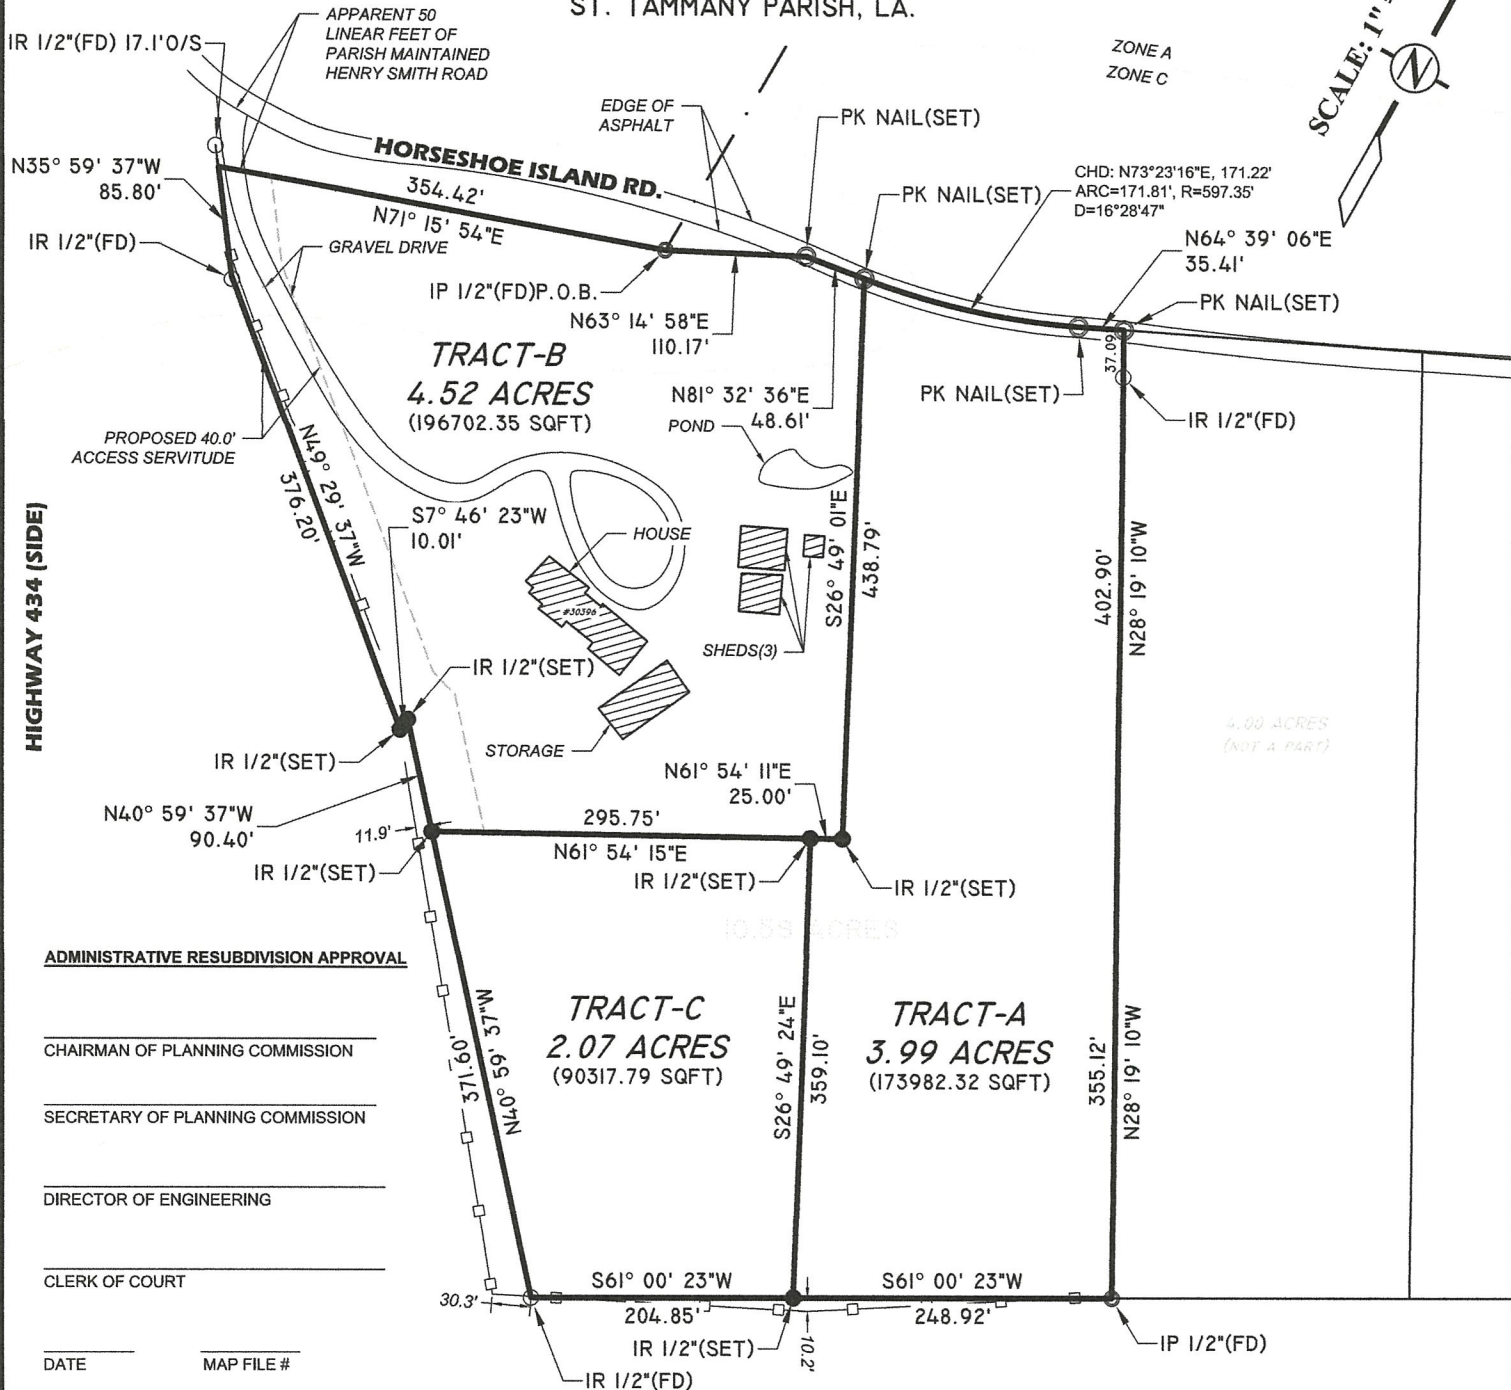 ST. TAMMANY PARISH, LA.
APPARENT 50
LINEAR FEET OF
PARISH MAINTAINED
HENRY SMITH ROAD
IR 1/2"(FD) 17.1'O/S
ZONE A
ZONE C
SCALE: 1"
N
EDGE OF
ASPHALT
PK NAIL(SET)
HORSESHOE ISLAND RD.
N35° 59' 37"W
85.80'
354.42'
N71° 15' 54"E
PK NAIL(SET)
CHD: N73°23'16"E, 171.22'
ARC=171.81', R=597.35'
D=16°28'47"
IR 1/2"(FD)
GRAVEL DRIVE
N64° 39' 06"E
35.41'
IP 1/2"(FD)P.O.B.
PK NAIL(SET)
N63° 14' 58"E
110.17'
37.09
TRACT-B
4.52 ACRES
(196702.35 SQFT)
N81° 32' 36"E
48.61'
PK NAIL(SET)
IR 1/2"(FD)
POND
PROPOSED 40.0'
ACCESS SERVITUDE
N49° 29' 37"W
376.20'
HIGHWAY 434 (SIDE)
S7° 46' 23"W
10.01'
HOUSE
#30396
S26° 49' 01"E
438.79'
402.90'
N28° 19' 10"W
SHEDS(3)
IR 1/2"(SET)
STORAGE
4.00 ACRES
(NOT A PART)
IR 1/2"(SET)
N61° 54' 11"E
25.00'
N40° 59' 37"W
90.40'
11.9'
295.75'
N61° 54' 15"E
IR 1/2"(SET)
IR 1/2"(SET)
IR 1/2"(SET)
10.58 ACRES
ADMINISTRATIVE RESUBDIVISION APPROVAL
N40° 59' 37"W
371.60'
TRACT-C
2.07 ACRES
(90317.79 SQFT)
S26° 49' 24"E
359.10'
TRACT-A
3.99 ACRES
(173982.32 SQFT)
355.12'
N28° 19' 10"W
CHAIRMAN OF PLANNING COMMISSION
SECRETARY OF PLANNING COMMISSION
DIRECTOR OF ENGINEERING
CLERK OF COURT
30.3'
S61° 00' 23"W
204.85'
S61° 00' 23"W
248.92'
IR 1/2"(SET)
10.2'
IP 1/2"(FD)
IR 1/2"(FD)
DATE
MAP FILE #